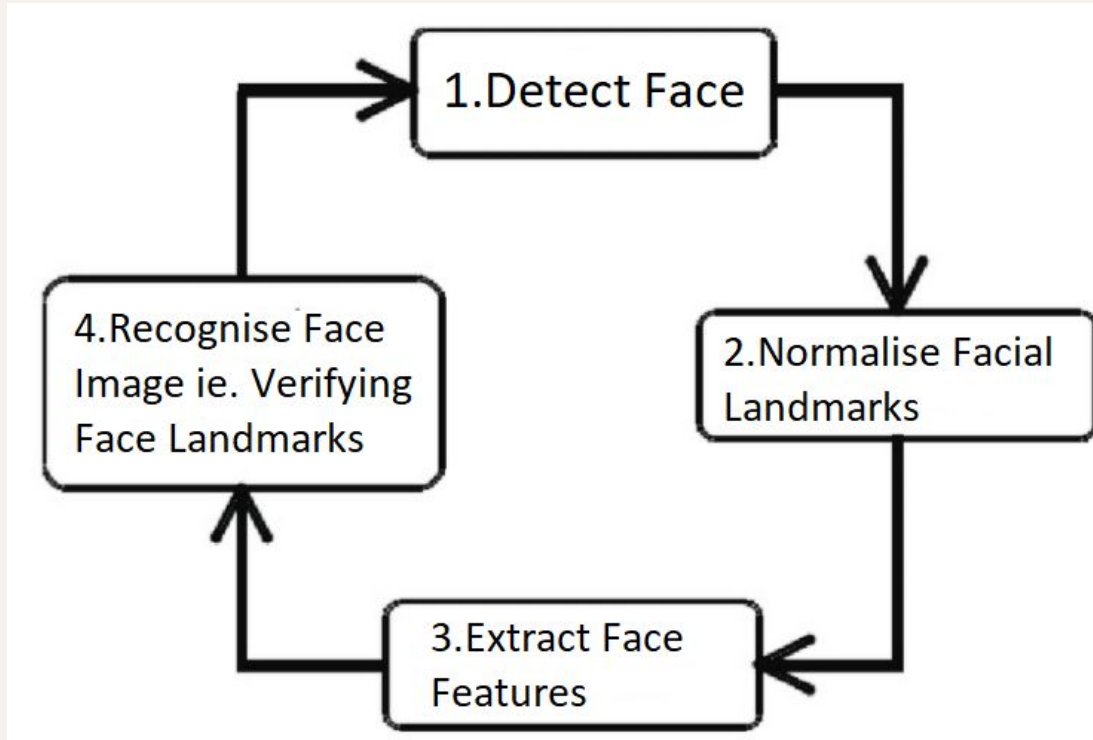 1.Detect Face
2.Normalise Facial
Landmarks
3.Extract Face
Features
4.Recognise Face
Image ie. Verifying
Face Landmarks